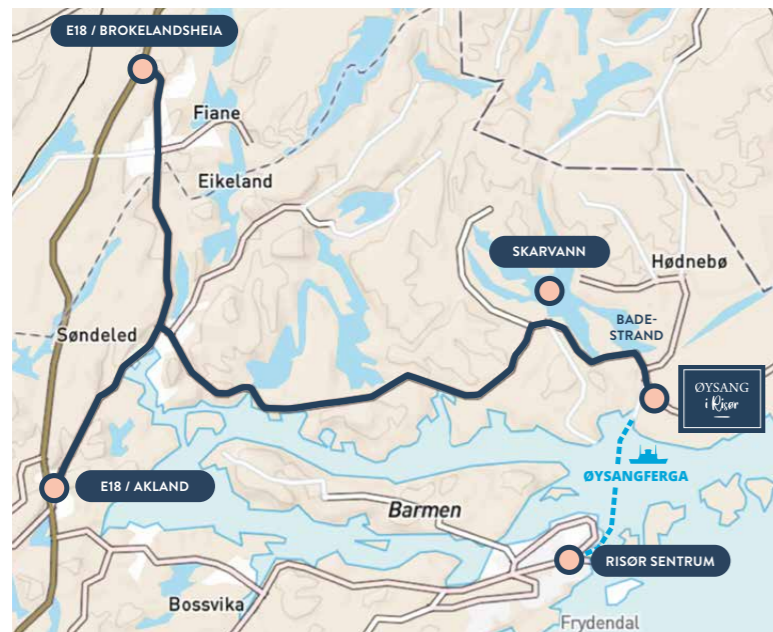 E18 / BROKELANDSHEIA
Fiane
Eikeland
SKARVANN
Hødnebø
Søndeled
BADE-
STRAND
ØYSANG
i Risør
E18 / AKLAND
ØYSANGFERGA
Barmen
RISØR SENTRUM
Bossvika
Frydendal